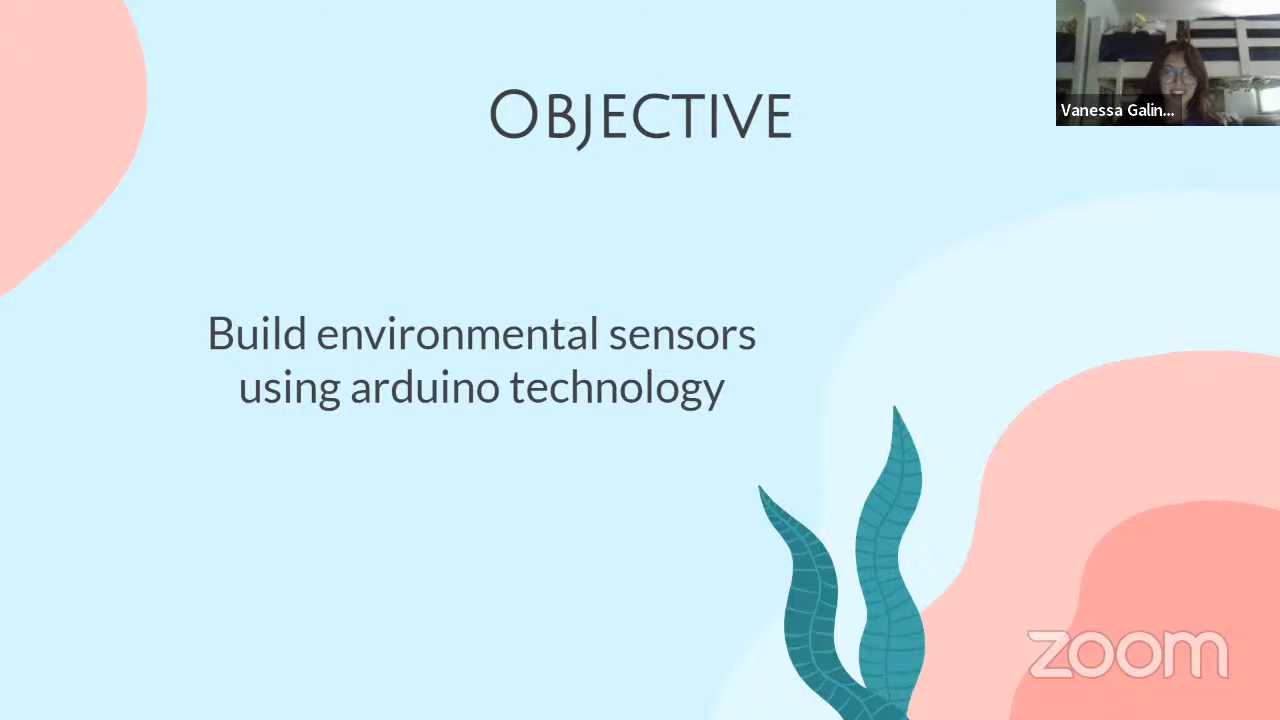 OBJECTIVE
Vanessa Galin...
Build environmental sensors
using arduino technology
zoom